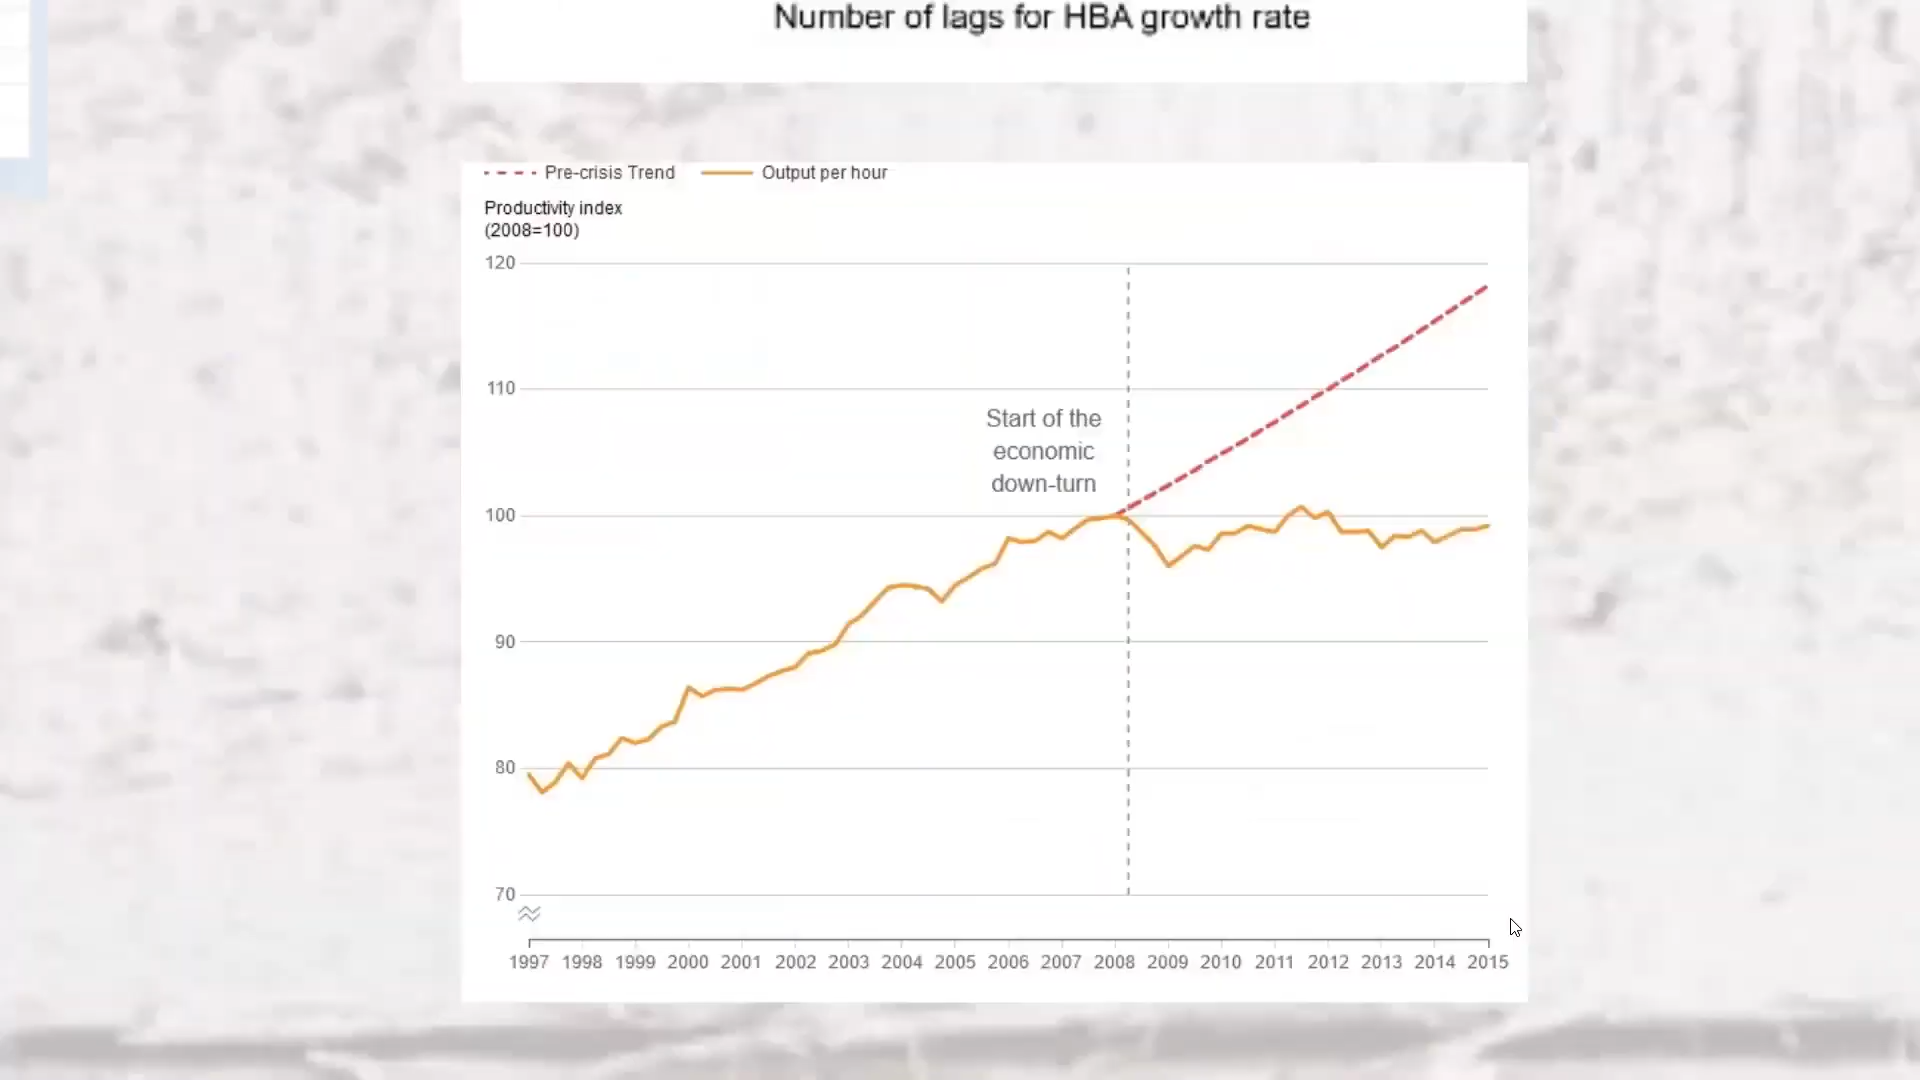 Number of lags for HBA growth rate
Pre-crisis Trend Output per hour
Productivity index
(2008=100)
120
110
Start of the
economic
down-turn
100
90
80
70
1997 1998 1999 2000 2001 2002 2003 2004 2005 2006 2007 2008 2009 2010 2011 2012 2013 2014 2015